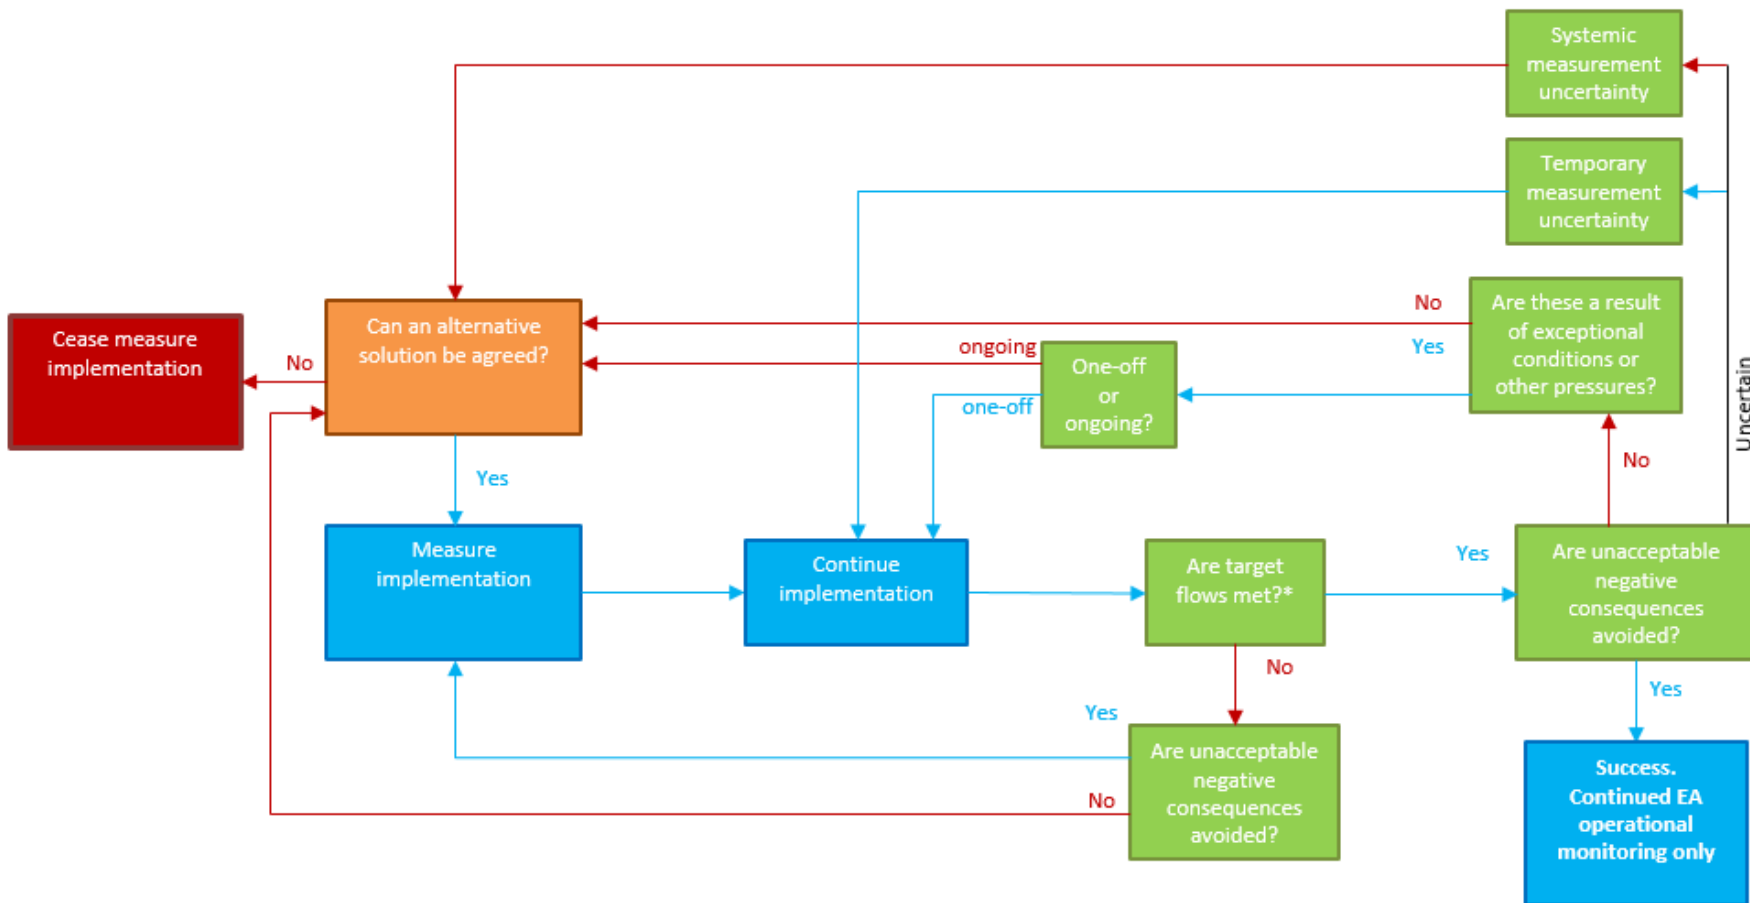 Systemic
measurement
uncertainty
Temporary
measurement
uncertainty
Cease measure
implementation
No
Can an alternative
solution be agreed?
ongoing
one-off
One-off
or
ongoing?
No
Yes
Are these a result
of exceptional
conditions or
other pressures?
Uncertain
No
Yes
Measure
implementation
Continue
implementation
Are target
flows met?*
Yes
Are unacceptable
negative
consequences
avoided?
No
Yes
Yes
No
Are unacceptable
negative
consequences
avoided?
Success.
Continued EA
operational
monitoring only